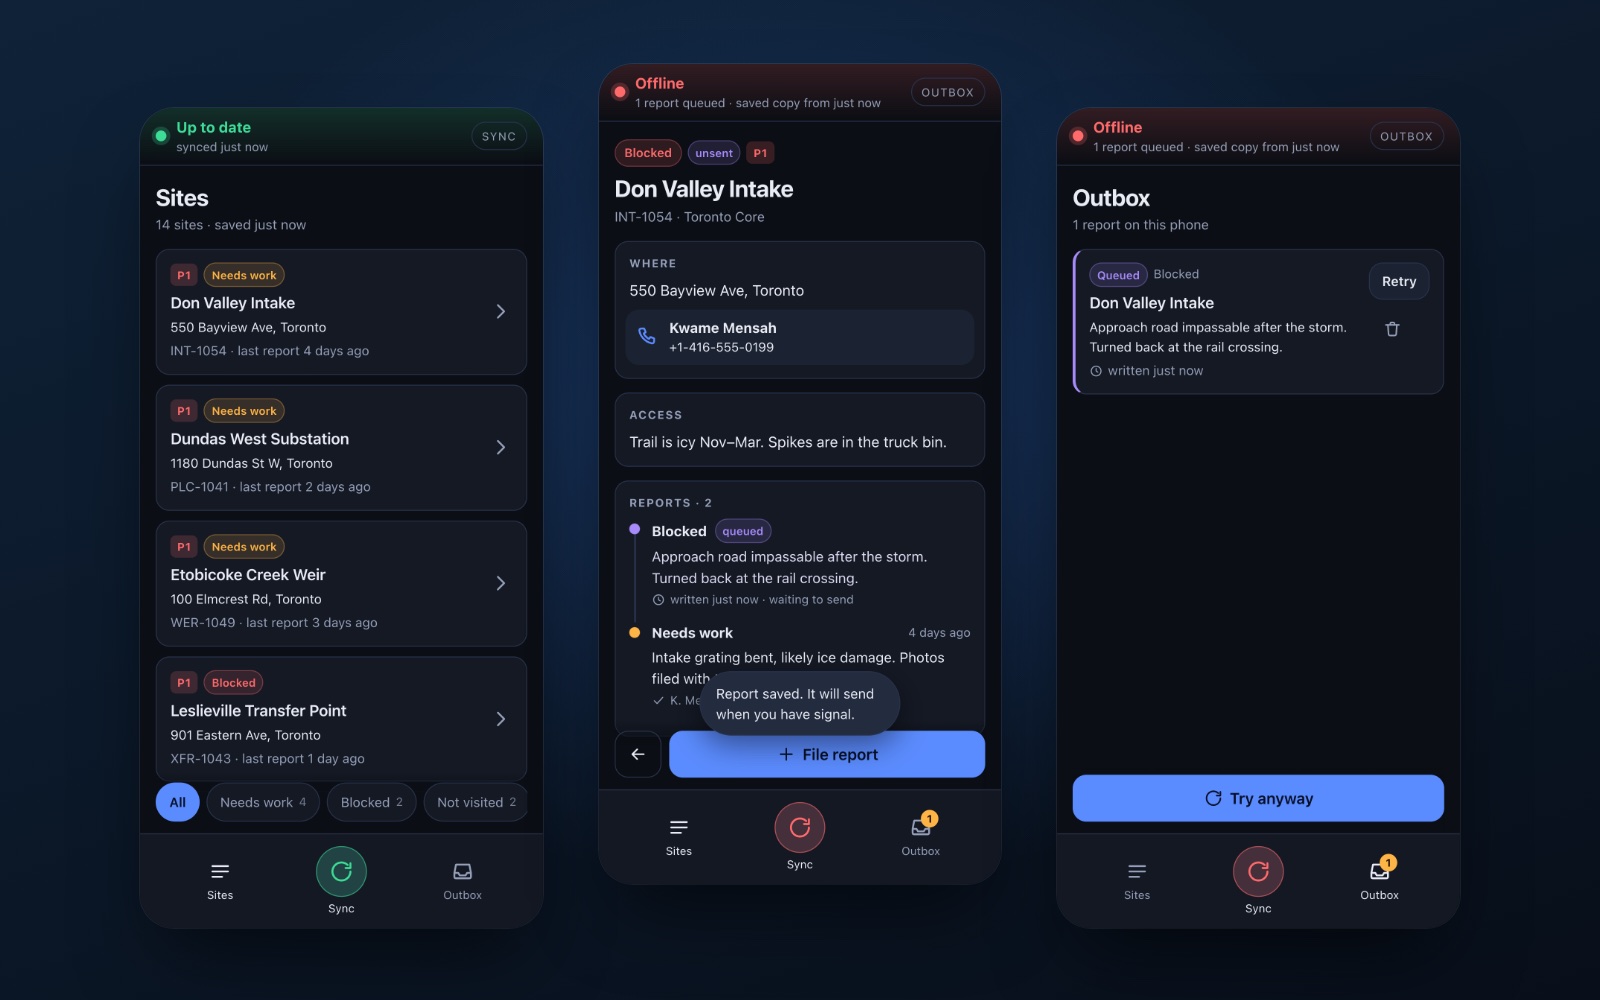 Up to date
synced just now
SYNC
Sites
14 sites · saved just now
P1 Needs work
Don Valley Intake
550 Bayview Ave, Toronto
INT-1054 · last report 4 days ago
P1 Needs work
Dundas West Substation
1180 Dundas St W, Toronto
PLC-1041 · last report 2 days ago
P1 Needs work
Etobicoke Creek Weir
100 Elmcrest Rd, Toronto
WER-1049 · last report 3 days ago
P1 Blocked
Leslieville Transfer Point
901 Eastern Ave, Toronto
XFR-1043 · last report 1 day ago
All Needs work 4 Blocked 2 Not visited 2
Sites Sync Outbox
Offline
1 report queued · saved copy from just now
OUTBOX
Blocked unsent P1
Don Valley Intake
INT-1054 · Toronto Core
WHERE
550 Bayview Ave, Toronto
Kwame Mensah
+1-416-555-0199
ACCESS
Trail is icy Nov–Mar. Spikes are in the truck bin.
REPORTS · 2
Blocked queued
Approach road impassable after the storm.
Turned back at the rail crossing.
written just now · waiting to send
Needs work 4 days ago
Intake grating bent, likely ice damage. Photos
filed with
K.
Report saved. It will send
when you have signal.
+ File report
Sites Sync Outbox 1
Offline
1 report queued · saved copy from just now
OUTBOX
Outbox
1 report on this phone
Queued Blocked
Retry
Don Valley Intake
Approach road impassable after the storm.
Turned back at the rail crossing.
written just now
Try anyway
Sites Sync Outbox 1